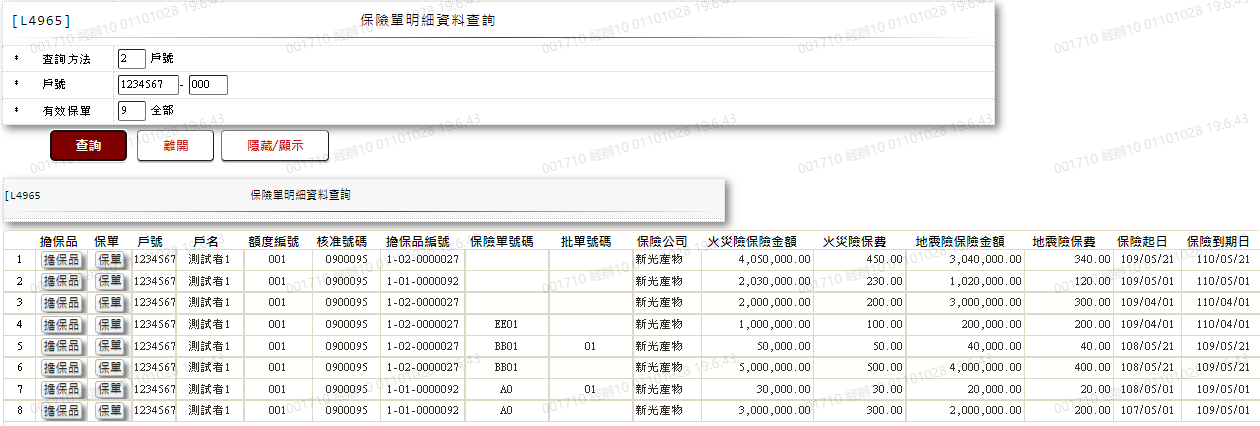 [L4965] 保險單明細資料查詢
* 查詢方法 2 戶號
* 戶號 1234567 - 000
* 有效保單 9 全部
查詢 離開 隱藏/顯示
[L4965 保險單明細資料查詢
擔保品 保單 戶號 戶名 額度編號 核准號碼 擔保品編號 保險單號碼 批單號碼 保險公司 火災險保險金額 火災險保費 地震險保險金額 地震險保費 保險起日 保險到期日
1 擔保品 保單 1234567 測試者1 001 0900095 1-02-0000027 新光產物 4,050,000.00 450.00 3,040,000.00 340.00 109/05/21 110/05/21
2 擔保品 保單 1234567 測試者1 001 0900095 1-01-0000092 新光產物 2,030,000.00 230.00 1,020,000.00 120.00 109/05/01 110/05/01
3 擔保品 保單 1234567 測試者1 001 0900095 1-02-0000027 新光產物 2,000,000.00 200.00 3,000,000.00 300.00 109/04/01 110/04/01
4 擔保品 保單 1234567 測試者1 001 0900095 1-02-0000027 EE01 新光產物 1,000,000.00 100.00 200,000.00 200.00 109/04/01 110/04/01
5 擔保品 保單 1234567 測試者1 001 0900095 1-02-0000027 BB01 01 新光產物 50,000.00 50.00 40,000.00 40.00 108/05/21 109/05/21
6 擔保品 保單 1234567 測試者1 001 0900095 1-02-0000027 BB01 新光產物 5,000,000.00 500.00 4,000,000.00 400.00 108/05/21 109/05/21
7 擔保品 保單 1234567 測試者1 001 0900095 1-01-0000092 A0 01 新光產物 30,000.00 30.00 20,000.00 20.00 108/05/01 109/05/01
8 擔保品 保單 1234567 測試者1 001 0900095 1-01-0000092 A0 新光產物 3,000,000.00 300.00 2,000,000.00 200.00 107/05/01 109/05/01
001710 經辦10 01101028 19:6:43